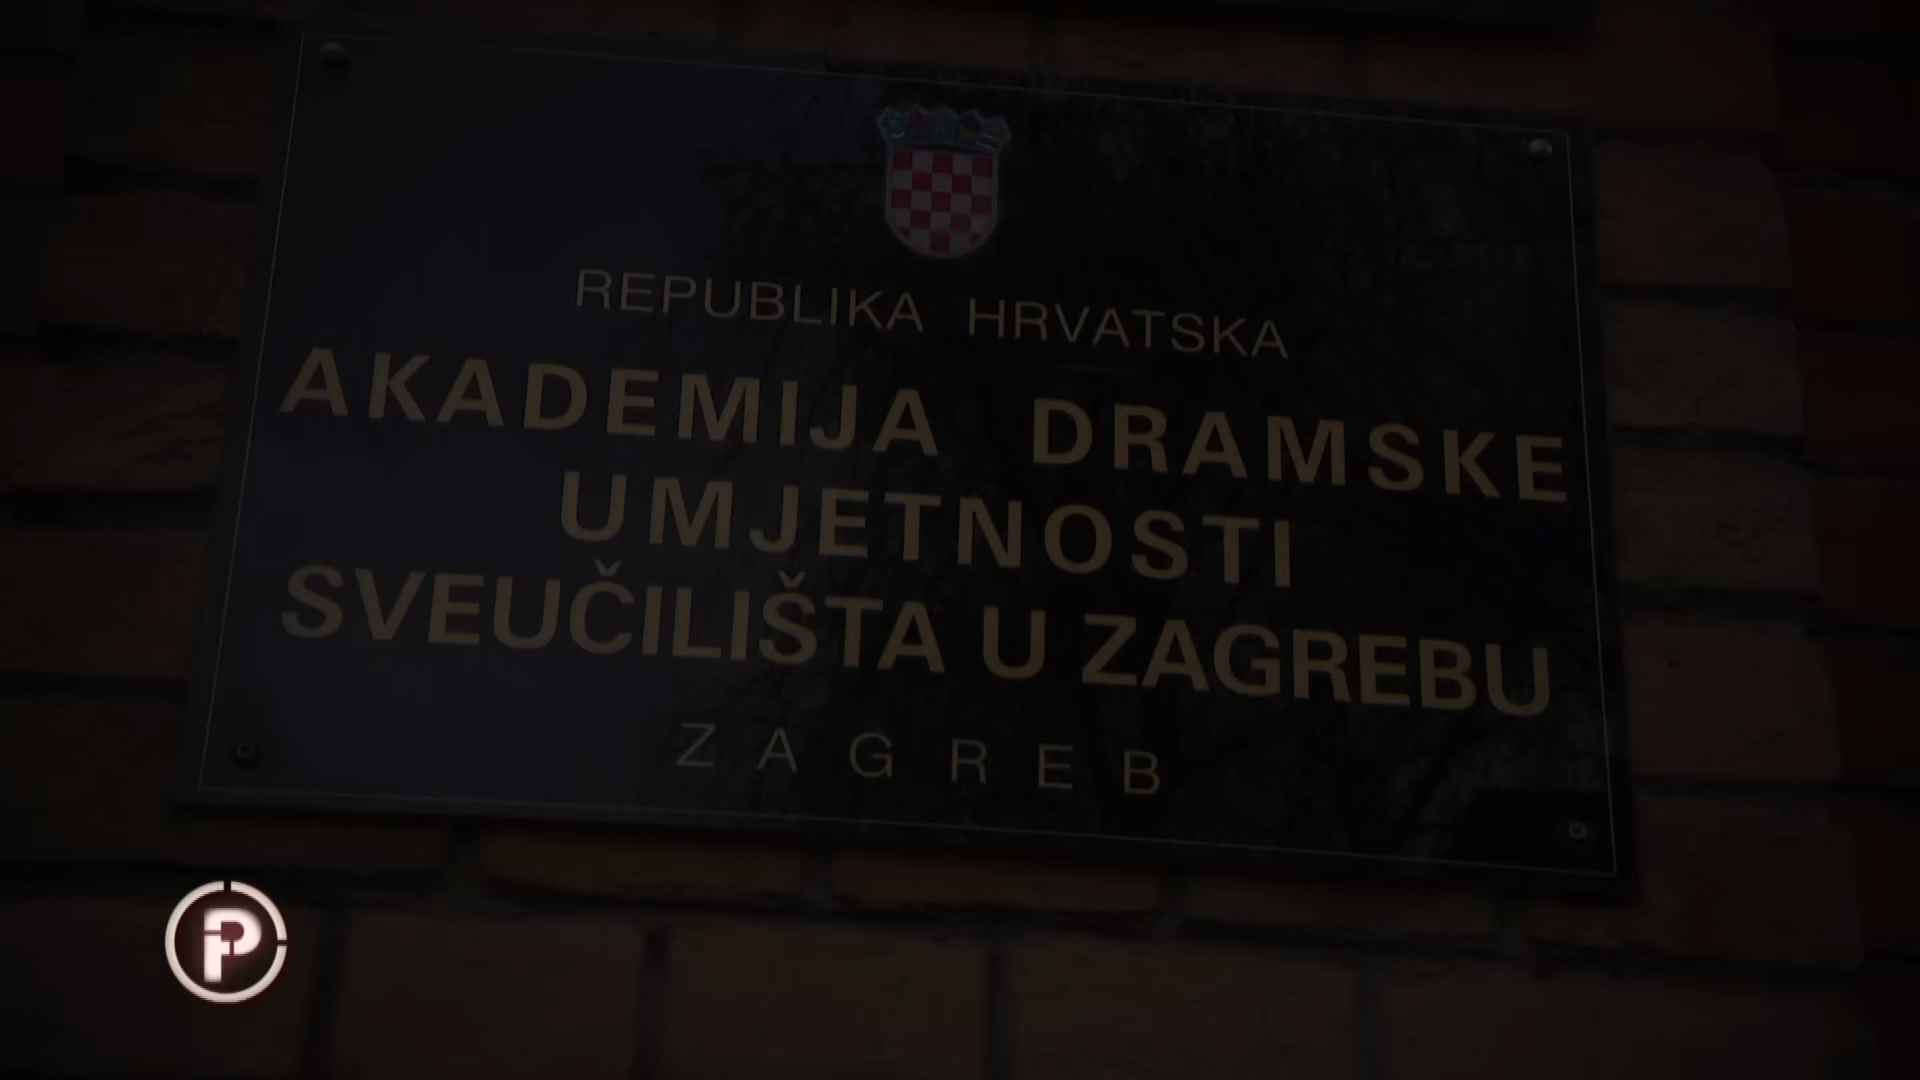 REPUBLIKA HRVATSKA
AKADEMIJA DRAMSKE
UMJETNOSTI
SVEUČILIŠTA U ZAGREBU
ZAGREB
P